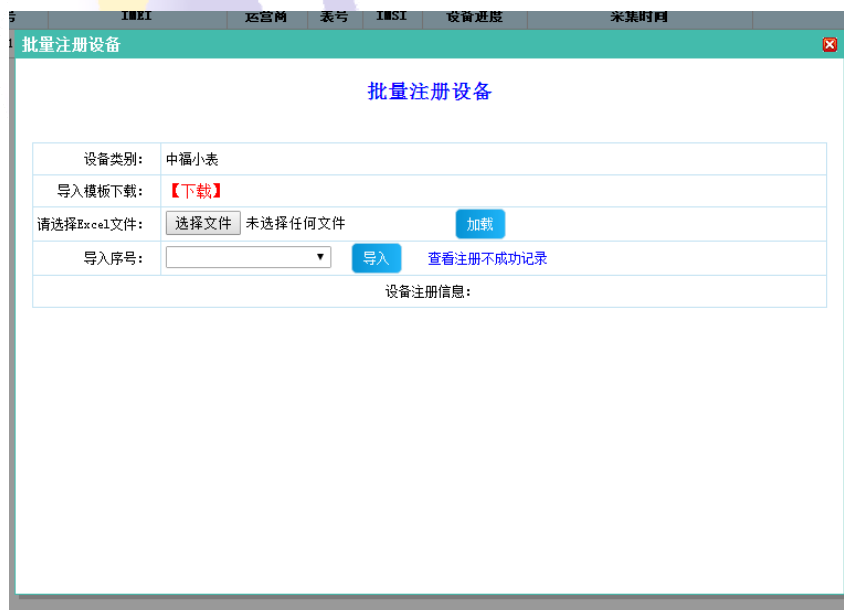 IMEI 运营商 表号 IMSI 设备进度 采集时间
批量注册设备
批量注册设备
设备类别: 中福小表
导入模板下载: 【下载】
请选择Excel文件: 选择文件 未选择任何文件 加载
导入序号: 导入 查看注册不成功记录
设备注册信息: